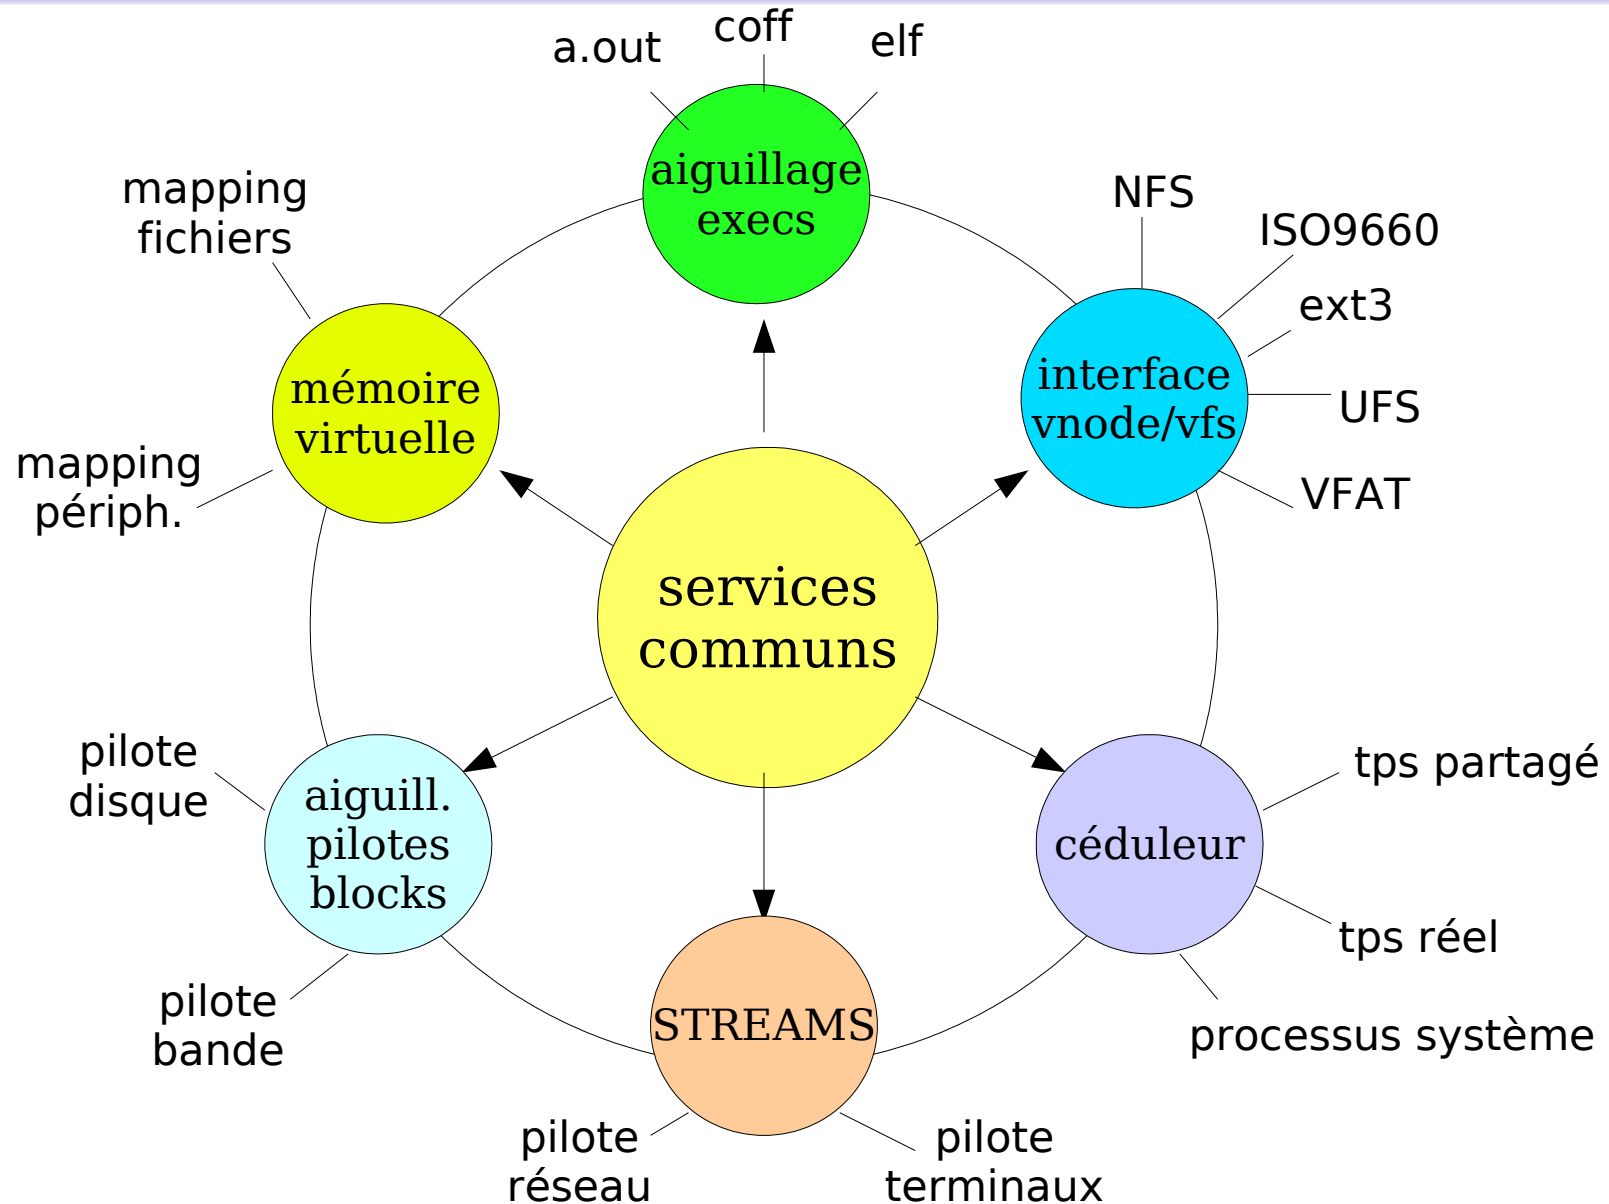 coff
a.out
elf
aiguillage
execs
mapping
fichiers
NFS
ISO9660
ext3
UFS
VFAT
interface
vnode/vfs
mémoire
virtuelle
mapping
périph.
services
communs
pilote
disque
aiguill.
pilotes
blocks
pilote
bande
céduleur
tps partagé
tps réel
processus système
STREAMS
pilote
réseau
pilote
terminaux